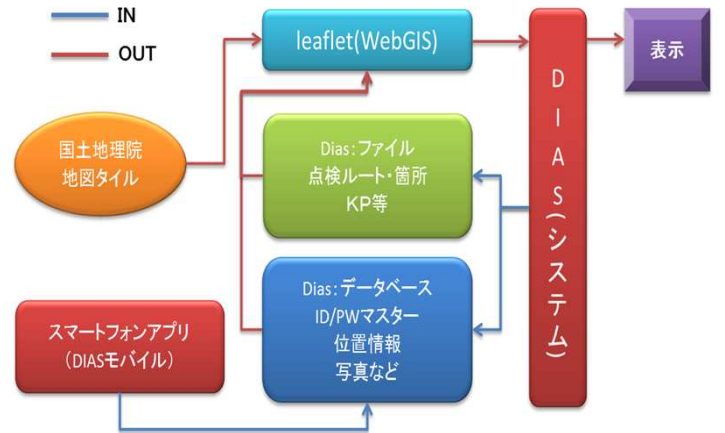 IN
OUT
leaflet(WebGIS)
表示
国土地理院
地図タイル
Dias:ファイル
点検ルート・箇所
KP等
DIAS(システム)
Dias:データベース
ID/PWマスター
位置情報
写真など
スマートフォンアプリ
(DIASモバイル)